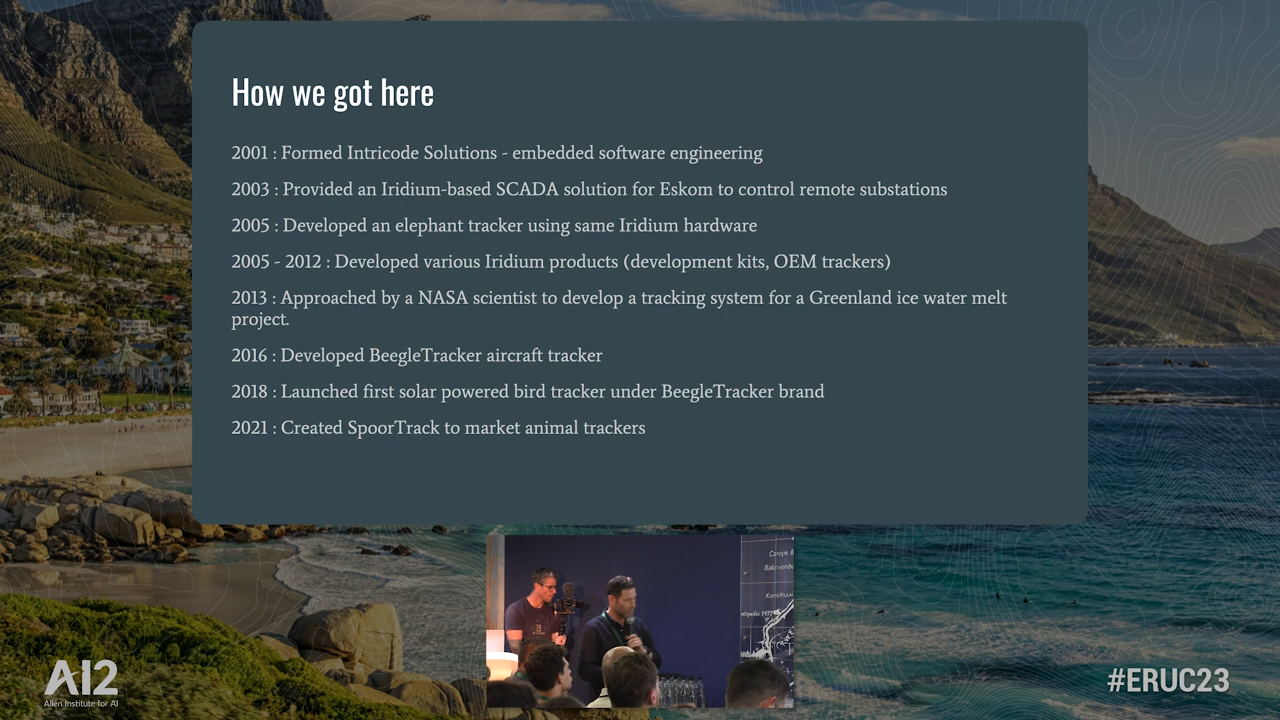 How we got here
2001 : Formed Intricode Solutions - embedded software engineering
2003 : Provided an Iridium-based SCADA solution for Eskom to control remote substations
2005 : Developed an elephant tracker using same Iridium hardware
2005 - 2012 : Developed various Iridium products (development kits, OEM trackers)
2013 : Approached by a NASA scientist to develop a tracking system for a Greenland ice water melt
project.
2016 : Developed BeegleTracker aircraft tracker
2018 : Launched first solar powered bird tracker under BeegleTracker brand
2021 : Created SpoorTrack to market animal trackers
AI2
Allen Institute for AI
#ERUC23